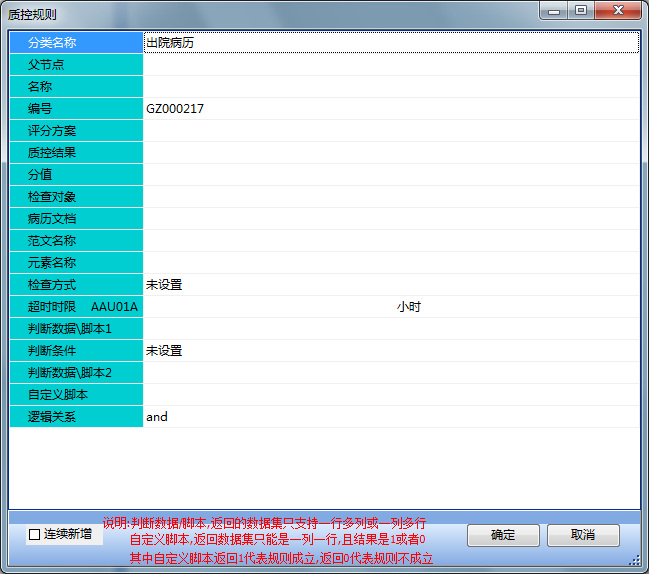 质控规则
分类名称 出院病历
父节点
名称
编号 GZ000217
评分方案
质控结果
分值
检查对象
病历文档
范文名称
元素名称
检查方式 未设置
超时时限 AAU01A 小时
判断数据\脚本1
判断条件 未设置
判断数据\脚本2
自定义脚本
逻辑关系 and
连续新增
说明:判断数据/脚本,返回的数据集只支持一行多列或一列多行
自定义脚本,返回数据集只能是一列一行,且结果是1或者0
其中自定义脚本返回1代表规则成立,返回0代表规则不成立
确定 取消